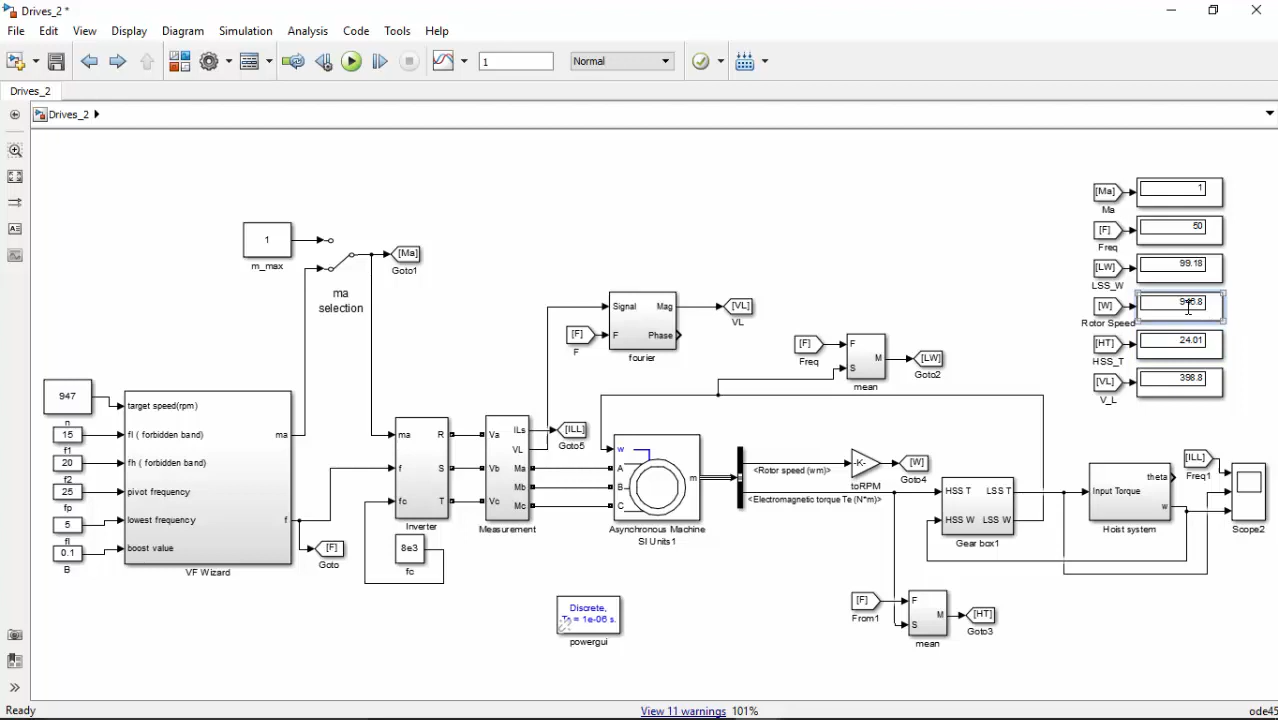 Drives_2 *
File Edit View Display Diagram Simulation Analysis Code Tools Help
1
Normal
Drives_2
Drives_2
1
m_max
ma
selection
[Ma]
Goto1
947
n
15
f1
20
f2
25
fp
5
fl
0.1
B
target speed(rpm)
fl ( forbidden band)
fh ( forbidden band)
pivot frequency
lowest frequency
boost value
ma
f
VF Wizard
[F]
Goto
ma
f
fc
R
S
T
Inverter
8e3
fc
Va
Vb
Vc
ILs
VL
Ma
Mb
Mc
Measurement
[ILL]
Goto5
[F]
F
Signal
F
Mag
Phase
fourier
[VL]
VL
w
A
B
C
m
Asynchronous Machine
SI Units1
<Rotor speed (wm)>
<Electromagnetic torque Te (N*m)>
-K-
toRPM
[W]
Goto4
[F]
Freq
F
S
M
mean
[LW]
Goto2
HSS T
HSS W
LSS T
LSS W
Gear box1
Input Torque
theta
w
Hoist system
[ILL]
Freq1
Scope2
[F]
From1
F
S
M
mean
[HT]
Goto3
Discrete,
= 1e-06 s.
powergui
[Ma]
Ma
1
[F]
Freq
50
[LW]
LSS_W
99.18
[W]
Rotor Speed
[HT]
HSS_T
24.01
[VL]
V_L
398.8
Ready
View 11 warnings
101%
ode45